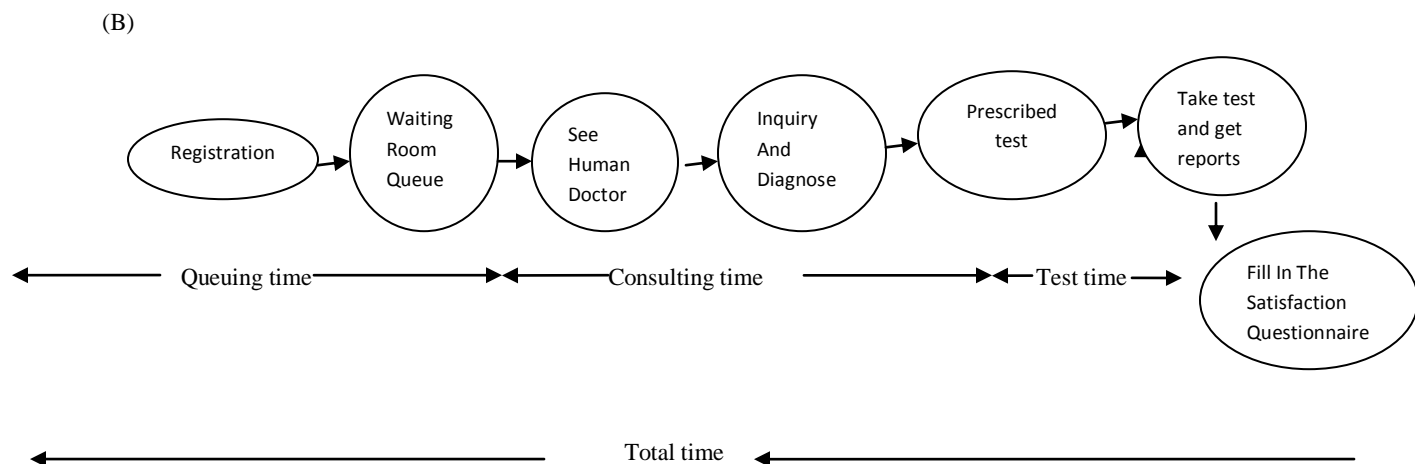 (B)
Registration
Waiting
Room
Queue
See
Human
Doctor
Inquiry
And
Diagnose
Prescribed
test
Take test
and get
reports
Queuing time
Consulting time
Test time
Fill In The
Satisfaction
Questionnaire
Total time